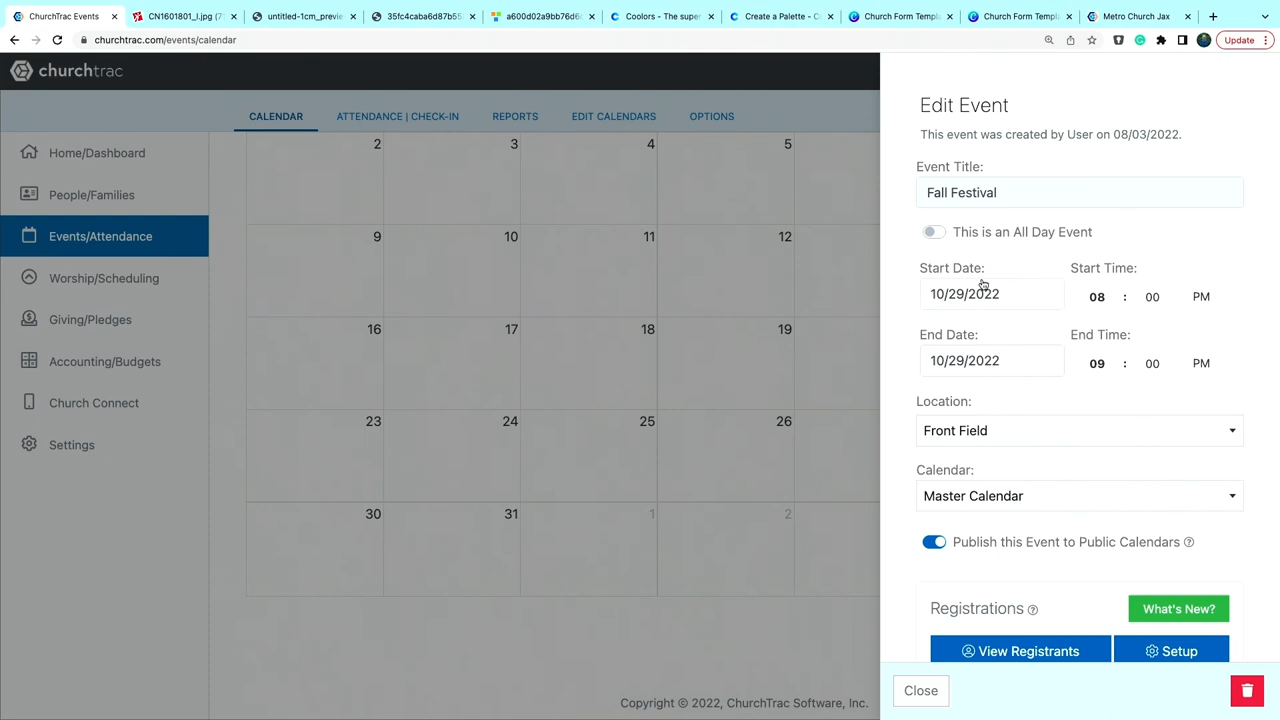 ChurchTrac Events
CN1601801_l.jpg (7
untitled-1cm_previe
35fc4caba6d87b55
a600d02a9bb76d6c
Coolors - The super
Create a Palette - C
Church Form Templ
Church Form Templ
Metro Church Jax
churchtrac.com/events/calendar
Update
churchtrac
CALENDAR
ATTENDANCE | CHECK-IN
REPORTS
EDIT CALENDARS
OPTIONS
Home/Dashboard
People/Families
Events/Attendance
Worship/Scheduling
Giving/Pledges
Accounting/Budgets
Church Connect
Settings
2 3 4 5
9 10 11 12
16 17 18 19
23 24 25 26
30 31 1 2
Copyright © 2022, ChurchTrac Software, Inc.
Edit Event
This event was created by User on 08/03/2022.
Event Title:
Fall Festival
This is an All Day Event
Start Date: Start Time:
10/29/2022 08 : 00 PM
End Date: End Time:
10/29/2022 09 : 00 PM
Location:
Front Field
Calendar:
Master Calendar
Publish this Event to Public Calendars
Registrations
What's New?
View Registrants
Setup
Close